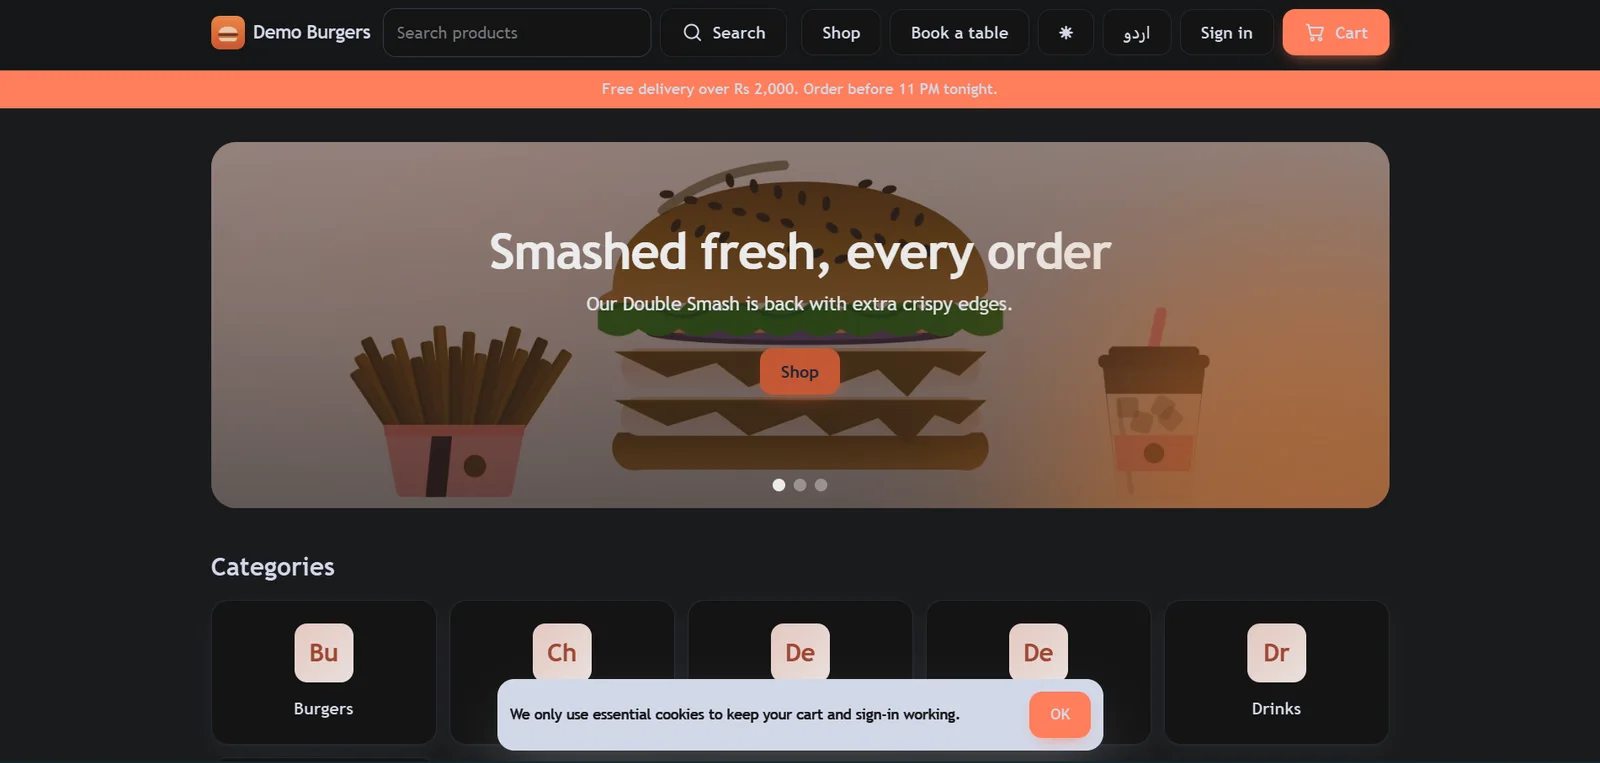 Demo Burgers
Search products
Search
Shop
Book a table
اردو
Sign in
Cart
Free delivery over Rs 2,000. Order before 11 PM tonight.
Smashed fresh, every order
Our Double Smash is back with extra crispy edges.
Shop
Categories
Bu
Ch
De
De
Dr
Burgers
Drinks
We only use essential cookies to keep your cart and sign-in working.
OK